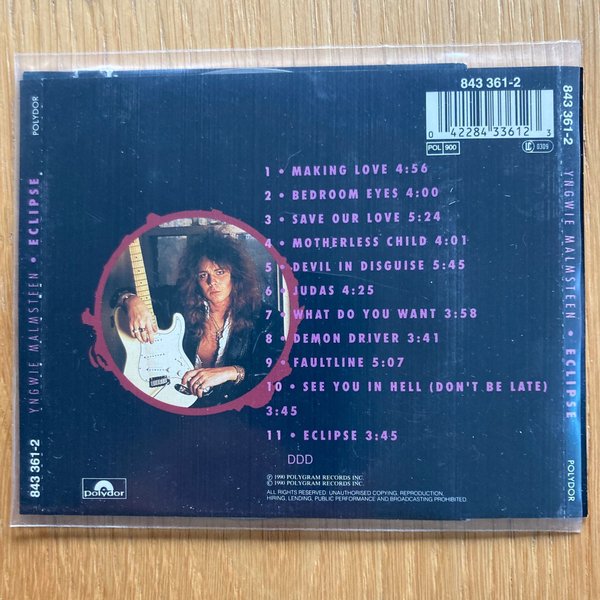 843 361-2
0 42284 33612 3
POL 900
LC 0309
1 • MAKING LOVE 4:56
2 • BEDROOM EYES 4:00
3 • SAVE OUR LOVE 5:24
4 • MOTHERLESS CHILD 4:01
5 • DEVIL IN DISGUISE 5:45
6 • JUDAS 4:25
7 • WHAT DO YOU WANT 3:58
8 • DEMON DRIVER 3:41
9 • FAULTLINE 5:07
10 • SEE YOU IN HELL (DON'T BE LATE)
3:45
11 • ECLIPSE 3:45
DDD
℗ 1990 POLYGRAM RECORDS INC.
© 1990 POLYGRAM RECORDS INC.
ALL RIGHTS RESERVED. UNAUTHORISED COPYING, REPRODUCTION,
HIRING, LENDING, PUBLIC PERFORMANCE AND BROADCASTING PROHIBITED.
polydor
843 361-2 YNGWIE MALMSTEEN • ECLIPSE POLYDOR
843 361-2 YNGWIE MALMSTEEN • ECLIPSE POLYDOR